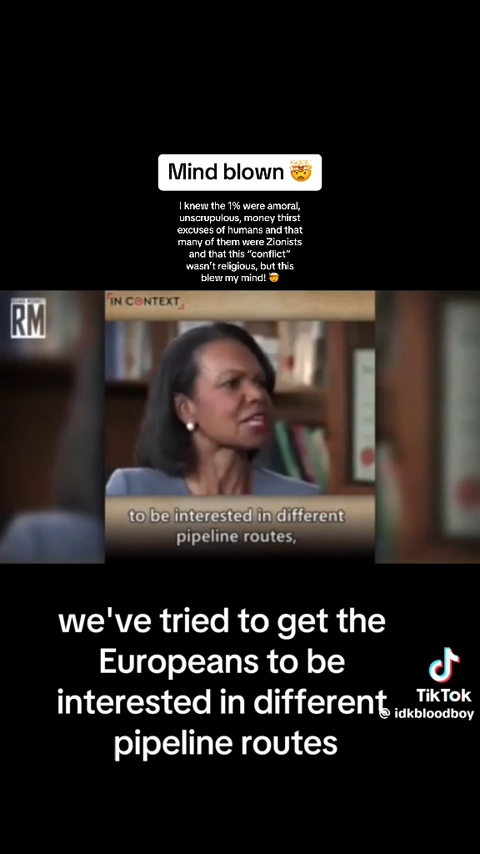 Mind blown 🤯
I knew the 1% were amoral,
unscrupulous, money thirst
excuses of humans and that
many of them were Zionists
and that this “conflict”
wasn’t religious, but this
blew my mind! 🤯
RM
IN CONTEXT
to be interested in different
pipeline routes,
we've tried to get the
Europeans to be
interested in different
pipeline routes
TikTok
@ idkbloodboy